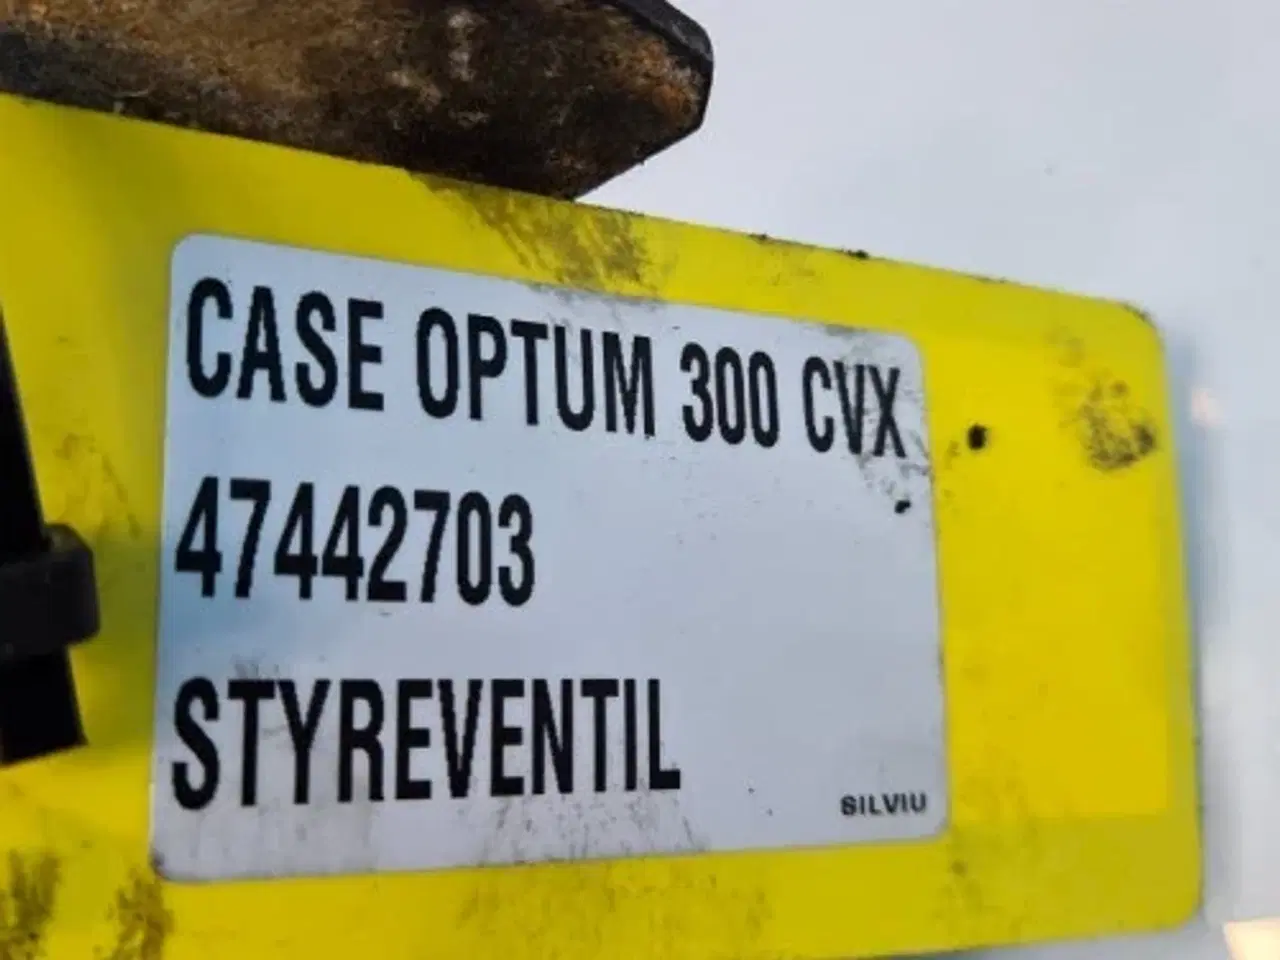 CASE OPTUM 300 CVX
47442703
STYREVENTIL
SILVIU